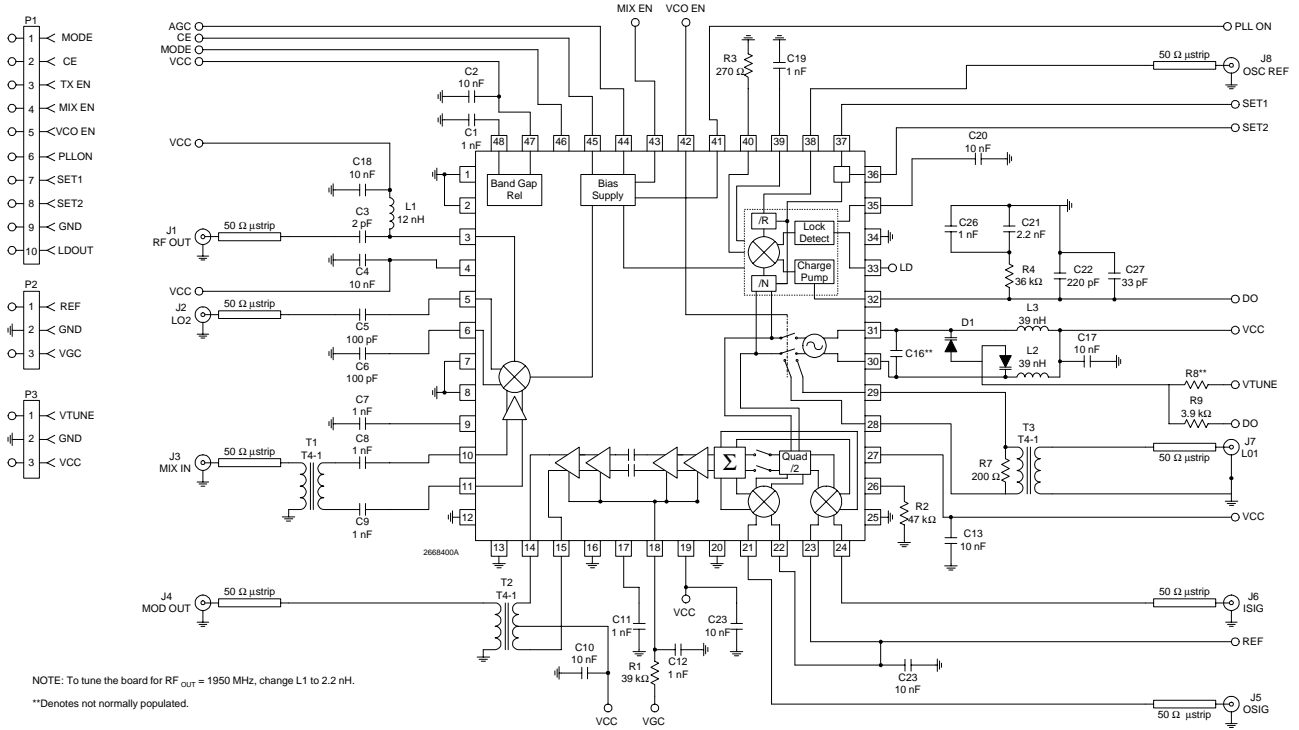 P1
1 MODE
2 CE
3 TX EN
4 MIX EN
5 VCO EN
6 PLLON
7 SET1
8 SET2
9 GND
10 LDOUT
P2
1 REF
2 GND
3 VGC
P3
1 VTUNE
2 GND
3 VCC
AGC
CE
MODE
VCC
MIX EN
VCO EN
PLL ON
50 Ω µstrip
J8
OSC REF
SET1
SET2
R3
270 Ω
C19
1 nF
C2
10 nF
C1
1 nF
C20
10 nF
48 47 46 45 44 43 42 41 40 39 38 37
VCC
C18
10 nF
L1
12 nH
C3
2 pF
J1
RF OUT
50 Ω µstrip
C4
10 nF
VCC
J2
LO2
50 Ω µstrip
C5
100 pF
C6
100 pF
C7
1 nF
C8
1 nF
J3
MIX IN
50 Ω µstrip
T1
T4-1
C9
1 nF
1
2
3
4
5
6
7
8
9
10
11
12
Band Gap
Rel
Bias
Supply
/R
Lock
Detect
Charge
Pump
/N
Σ
Quad
/2
36
35
34
33
32
31
30
29
28
27
26
25
LD
C26
1 nF
C21
2.2 nF
R4
36 kΩ
C22
220 pF
C27
33 pF
DO
L3
39 nH
VCC
D1
C16**
L2
39 nH
C17
10 nF
R8**
VTUNE
R9
3.9 kΩ
DO
T3
T4-1
R7
200 Ω
50 Ω µstrip
J7
L01
R2
47 kΩ
VCC
C13
10 nF
2668400A
13 14 15 16 17 18 19 20 21 22 23 24
J4
MOD OUT
50 Ω µstrip
T2
T4-1
C11
1 nF
VCC
C23
10 nF
C10
10 nF
R1
39 kΩ
C12
1 nF
VCC
VGC
50 Ω µstrip
J6
ISIG
REF
C23
10 nF
50 Ω µstrip
J5
OSIG
NOTE: To tune the board for RF OUT = 1950 MHz, change L1 to 2.2 nH.
**Denotes not normally populated.